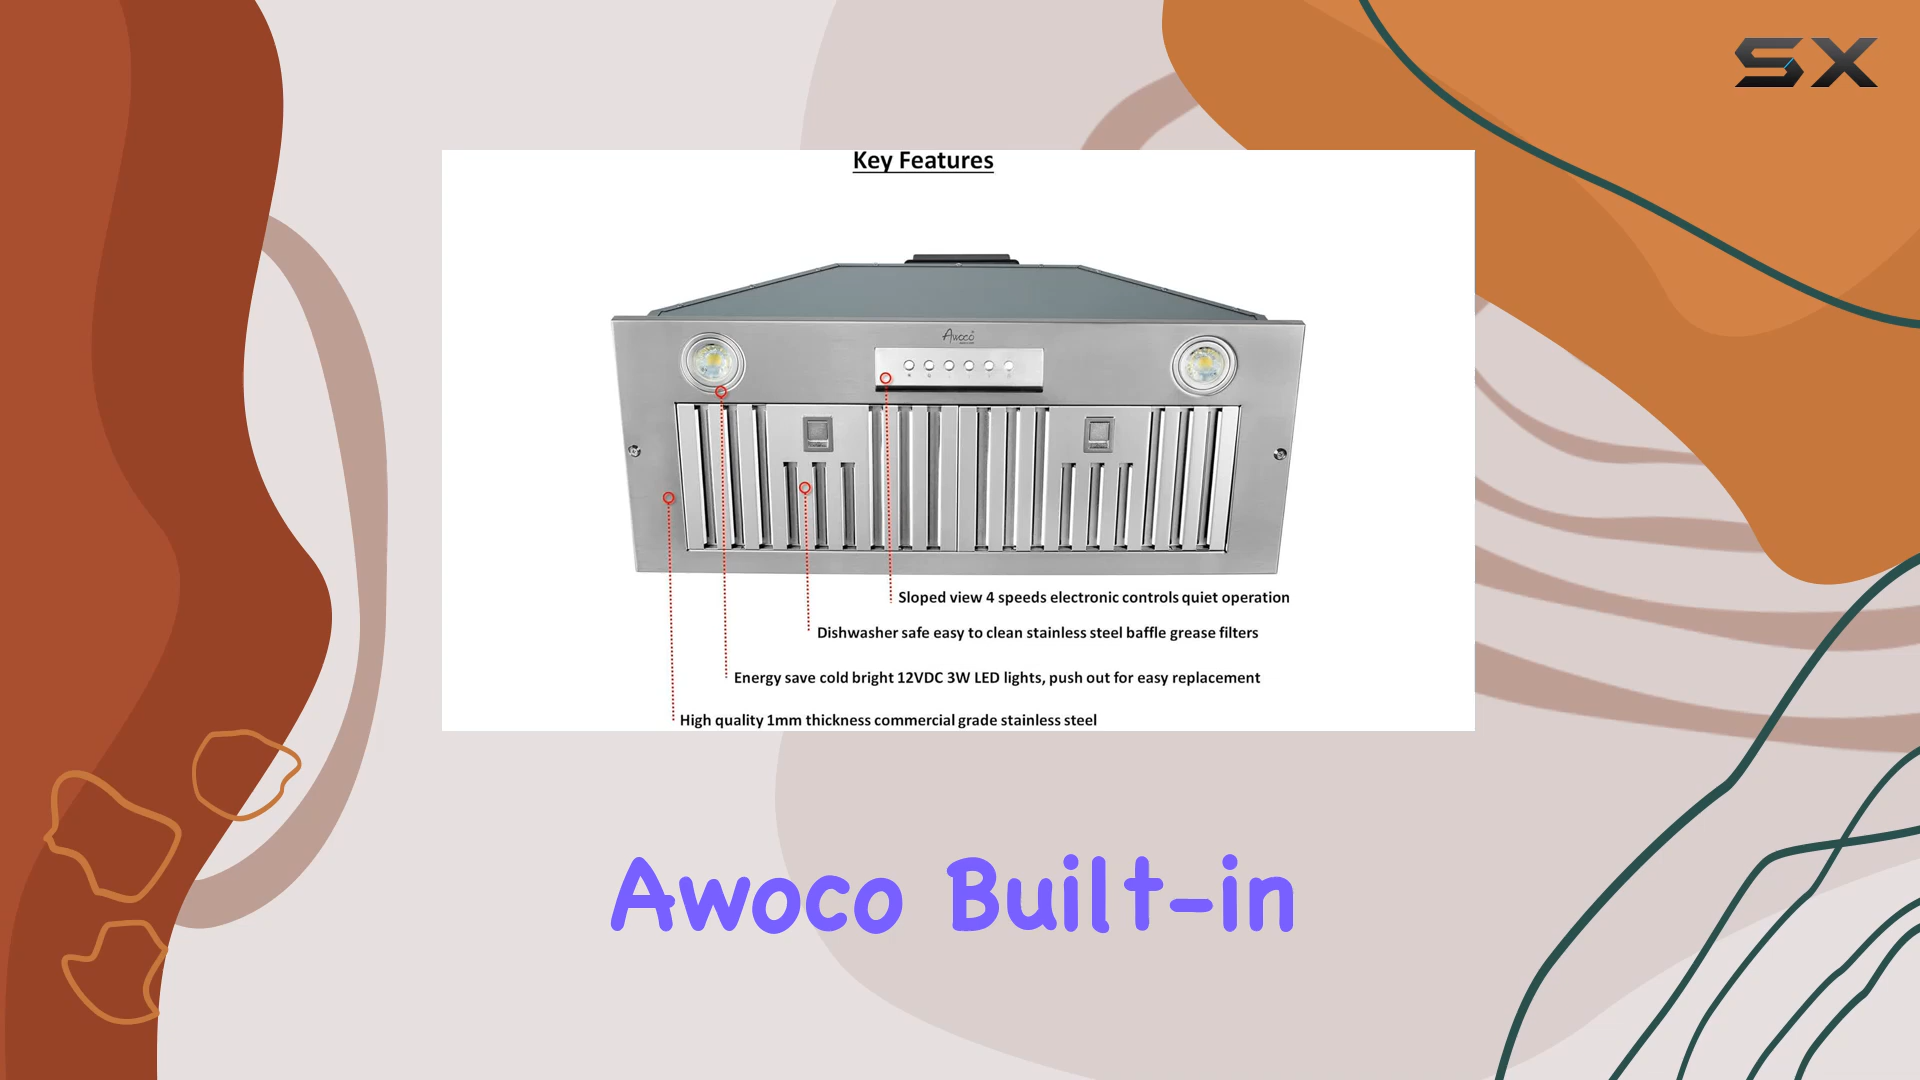 SX
Key Features
Awoco
Sloped view 4 speeds electronic controls quiet operation
Dishwasher safe easy to clean stainless steel baffle grease filters
Energy save cold bright 12VDC 3W LED lights, push out for easy replacement
High quality 1mm thickness commercial grade stainless steel
Awoco Built-in